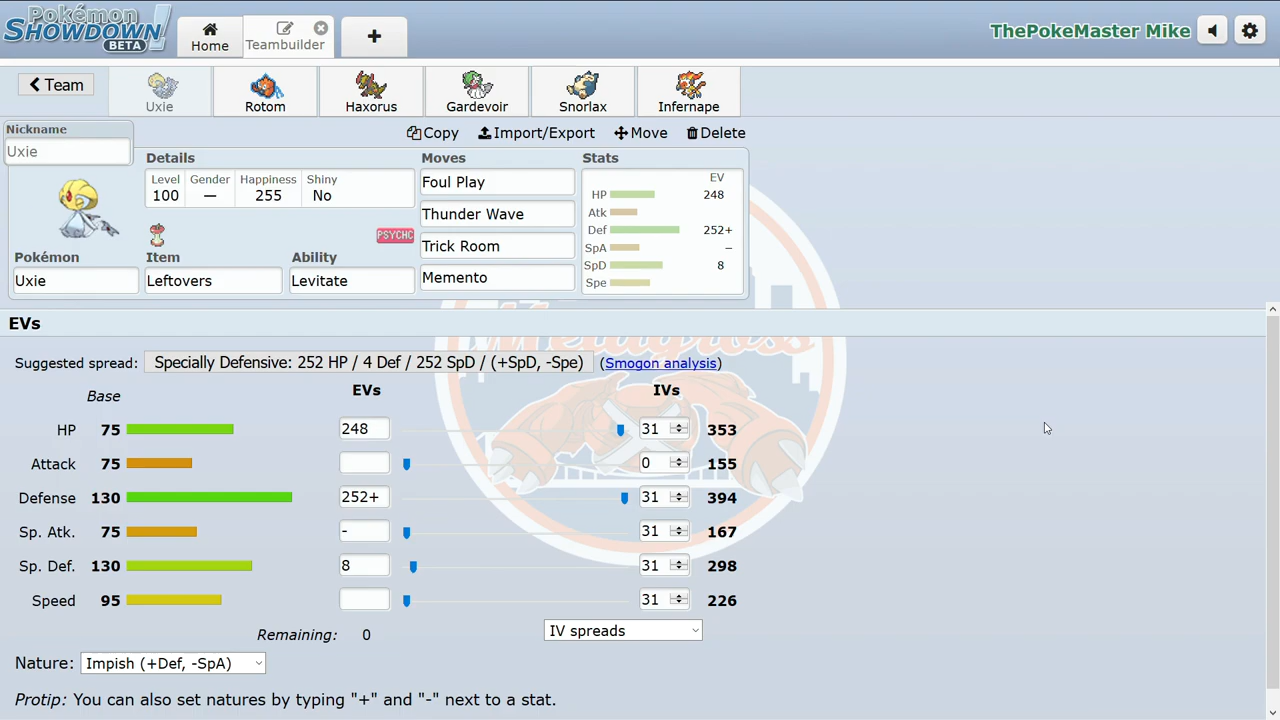 Pokémon
SHOWDOWN!
BETA
Home
Teambuilder
+
ThePokeMaster Mike
Team
Uxie
Rotom
Haxorus
Gardevoir
Snorlax
Infernape
Nickname
Uxie
Copy Import/Export Move Delete
Details
Level Gender Happiness Shiny
100 — 255 No
PSYCHC
Pokémon Item Ability
Uxie Leftovers Levitate
Moves
Foul Play
Thunder Wave
Trick Room
Memento
Stats
EV
HP 248
Atk
Def 252+
SpA –
SpD 8
Spe
Metagross
EVs
Suggested spread: Specially Defensive: 252 HP / 4 Def / 252 SpD / (+SpD, -Spe) (Smogon analysis)
Base EVs IVs
HP 75 248 31 353
Attack 75 0 155
Defense 130 252+ 31 394
Sp. Atk. 75 - 31 167
Sp. Def. 130 8 31 298
Speed 95 31 226
Remaining: 0 IV spreads
Nature: Impish (+Def, -SpA)
Protip: You can also set natures by typing "+" and "-" next to a stat.